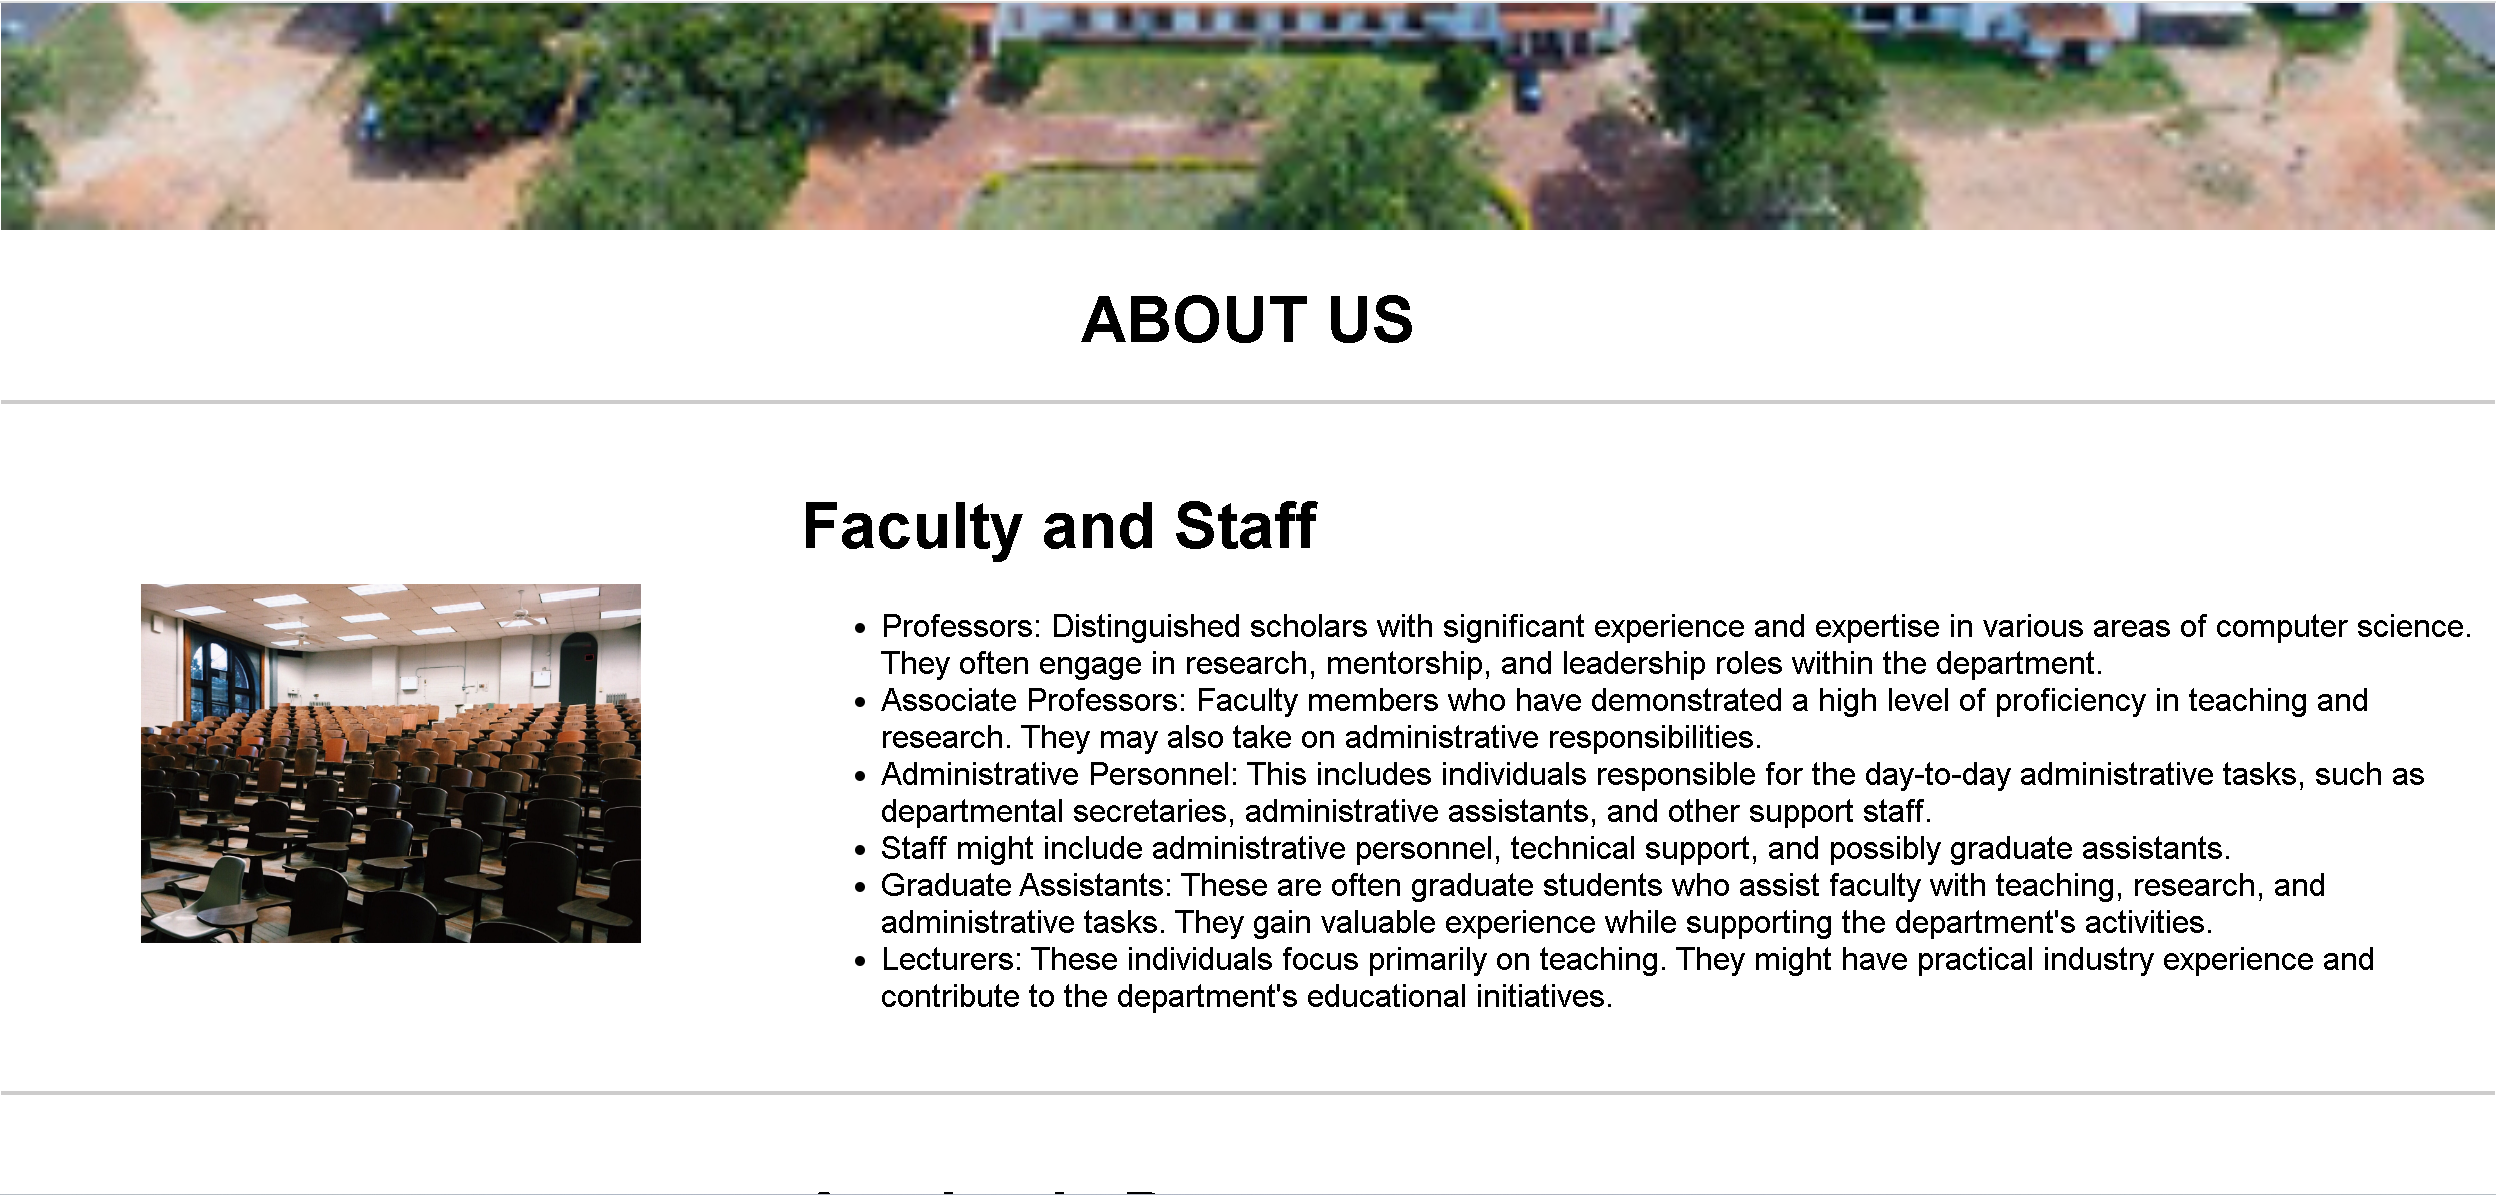 ABOUT US
Faculty and Staff
• Professors: Distinguished scholars with significant experience and expertise in various areas of computer science.
They often engage in research, mentorship, and leadership roles within the department.
• Associate Professors: Faculty members who have demonstrated a high level of proficiency in teaching and
research. They may also take on administrative responsibilities.
• Administrative Personnel: This includes individuals responsible for the day-to-day administrative tasks, such as
departmental secretaries, administrative assistants, and other support staff.
• Staff might include administrative personnel, technical support, and possibly graduate assistants.
• Graduate Assistants: These are often graduate students who assist faculty with teaching, research, and
administrative tasks. They gain valuable experience while supporting the department's activities.
• Lecturers: These individuals focus primarily on teaching. They might have practical industry experience and
contribute to the department's educational initiatives.